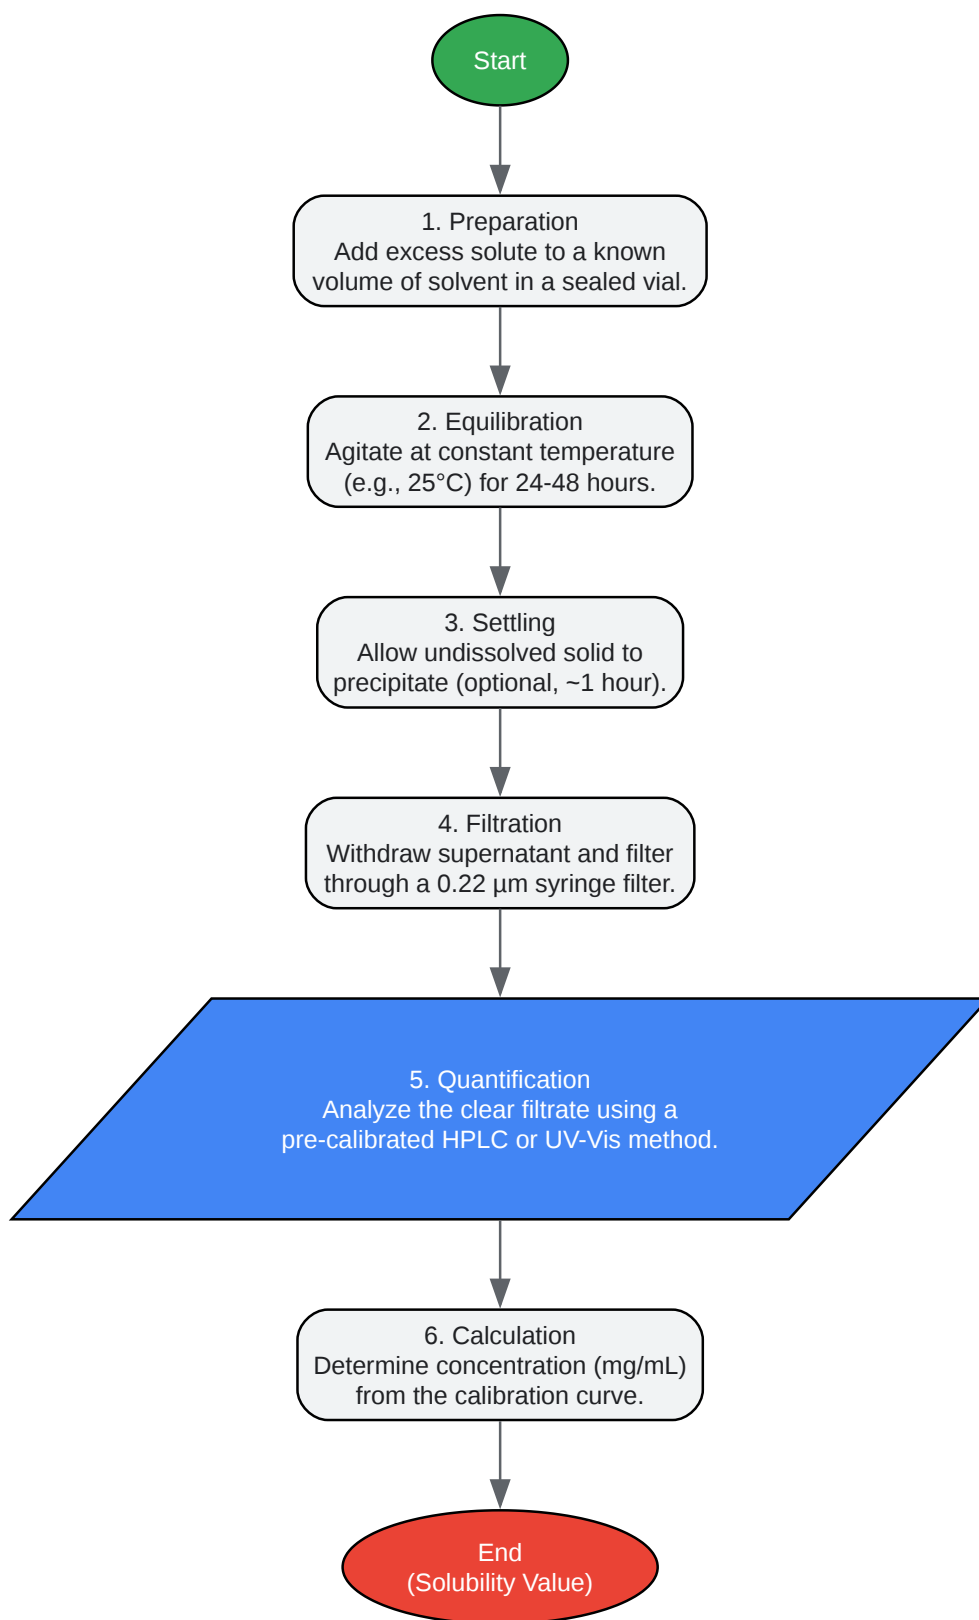 Start
1. Preparation
Add excess solute to a known
volume of solvent in a sealed vial.
2. Equilibration
Agitate at constant temperature
(e.g., 25°C) for 24-48 hours.
3. Settling
Allow undissolved solid to
precipitate (optional, ~1 hour).
4. Filtration
Withdraw supernatant and filter
through a 0.22 µm syringe filter.
5. Quantification
Analyze the clear filtrate using a
pre-calibrated HPLC or UV-Vis method.
6. Calculation
Determine concentration (mg/mL)
from the calibration curve.
End
(Solubility Value)